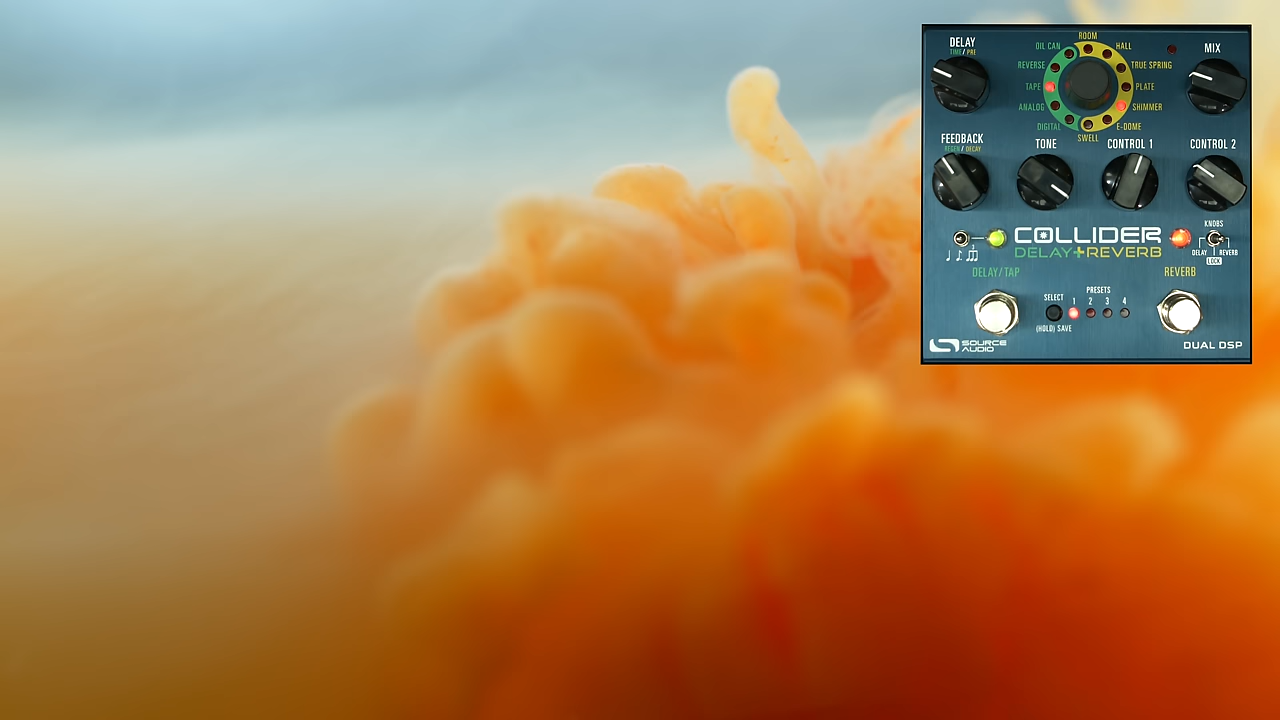 DELAY
TIME / PRE
ROOM
OIL CAN
HALL
MIX
REVERSE
TRUE SPRING
TAPE
PLATE
ANALOG
SHIMMER
DIGITAL
E-DOME
SWELL
FEEDBACK
REGEN / DECAY
TONE
CONTROL 1
CONTROL 2
COLLIDER
DELAY+REVERB
KNOBS
DELAY
REVERB
LOCK
DELAY/TAP
REVERB
PRESETS
SELECT
1 2 3 4
(HOLD) SAVE
SOURCE
AUDIO
DUAL DSP